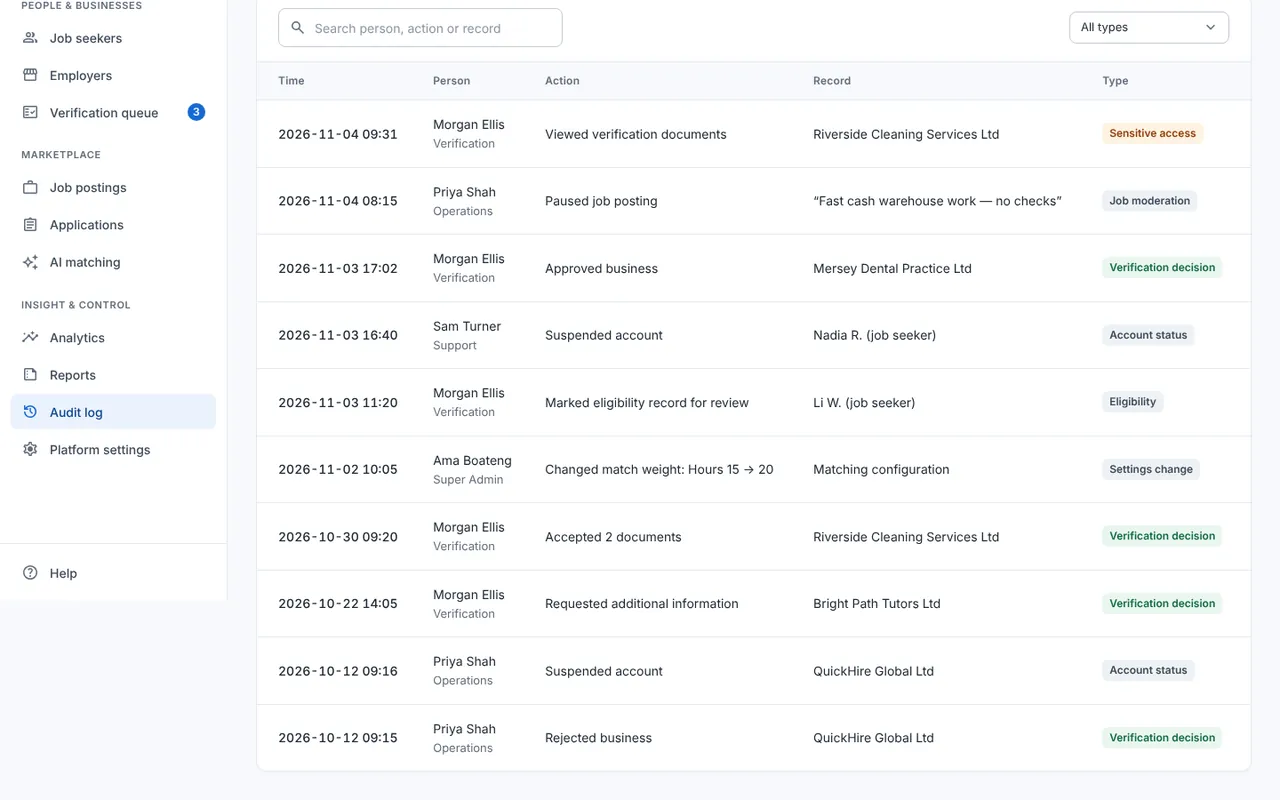 PEOPLE & BUSINESSES
Job seekers
Employers
Verification queue 3
MARKETPLACE
Job postings
Applications
AI matching
INSIGHT & CONTROL
Analytics
Reports
Audit log
Platform settings
Help
Search person, action or record
All types
Time Person Action Record Type
2026-11-04 09:31 Morgan Ellis Viewed verification documents Riverside Cleaning Services Ltd Sensitive access
Verification
2026-11-04 08:15 Priya Shah Paused job posting “Fast cash warehouse work — no checks” Job moderation
Operations
2026-11-03 17:02 Morgan Ellis Approved business Mersey Dental Practice Ltd Verification decision
Verification
2026-11-03 16:40 Sam Turner Suspended account Nadia R. (job seeker) Account status
Support
2026-11-03 11:20 Morgan Ellis Marked eligibility record for review Li W. (job seeker) Eligibility
Verification
2026-11-02 10:05 Ama Boateng Changed match weight: Hours 15 → 20 Matching configuration Settings change
Super Admin
2026-10-30 09:20 Morgan Ellis Accepted 2 documents Riverside Cleaning Services Ltd Verification decision
Verification
2026-10-22 14:05 Morgan Ellis Requested additional information Bright Path Tutors Ltd Verification decision
Verification
2026-10-12 09:16 Priya Shah Suspended account QuickHire Global Ltd Account status
Operations
2026-10-12 09:15 Priya Shah Rejected business QuickHire Global Ltd Verification decision
Operations